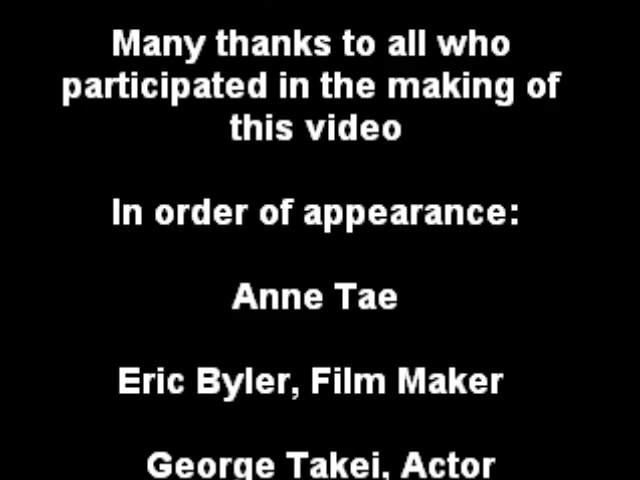 Many thanks to all who
participated in the making of
this video
In order of appearance:
Anne Tae
Eric Byler, Film Maker
George Takei, Actor